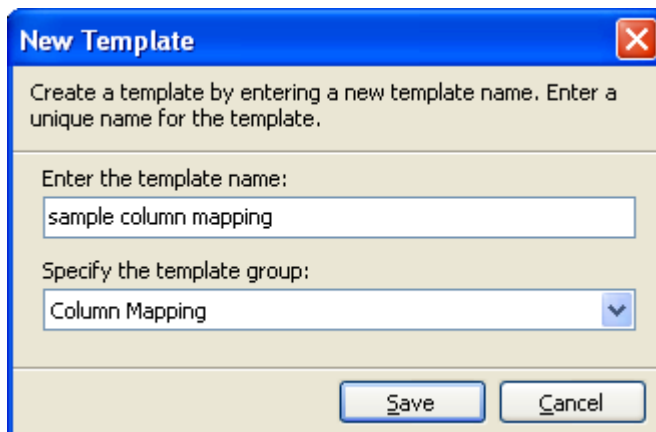 New Template
Create a template by entering a new template name. Enter a
unique name for the template.
Enter the template name:
sample column mapping
Specify the template group:
Column Mapping
Save Cancel